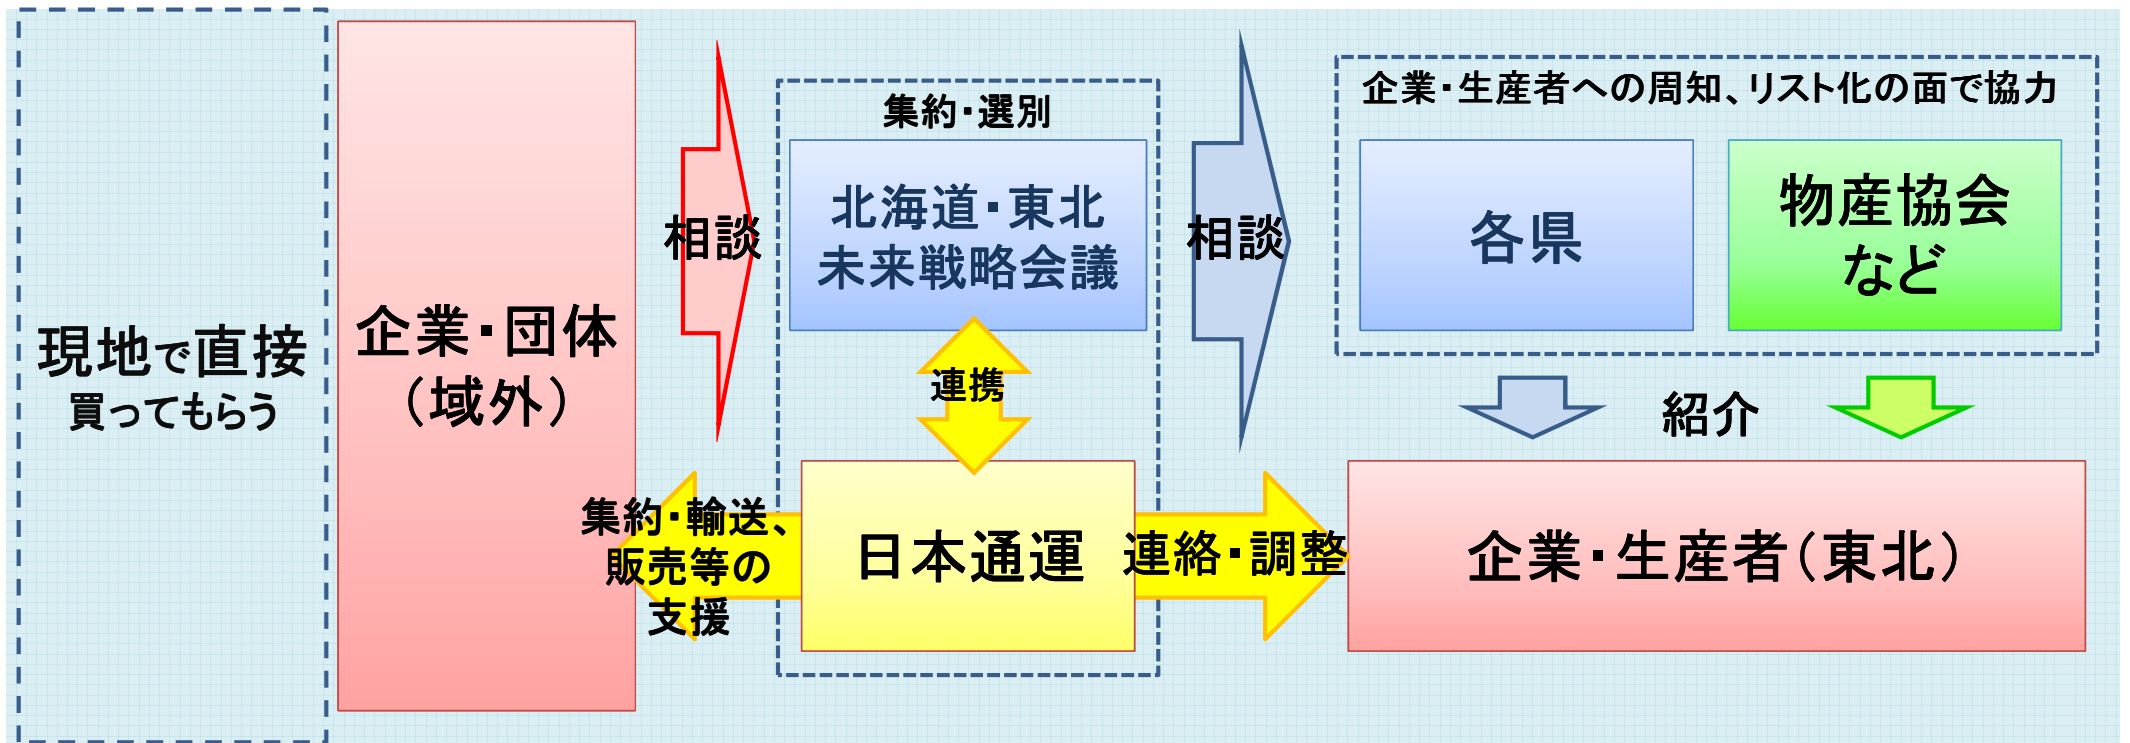 現地で直接
買ってもらう
企業・団体
（域外）
相談
集約・選別
北海道・東北
未来戦略会議
連携
日本通運
集約・輸送、
販売等の
支援
相談
連絡・調整
企業・生産者への周知、リスト化の面で協力
各県
物産協会
など
紹介
企業・生産者（東北）